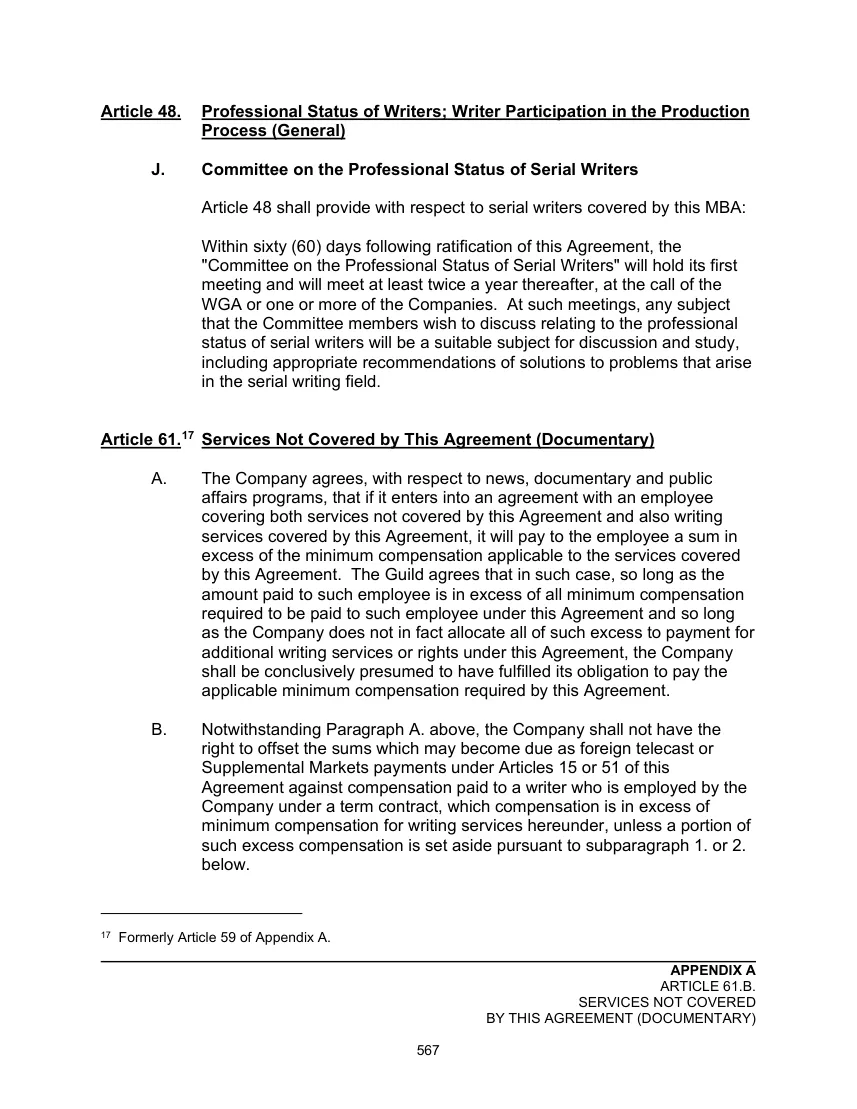 Article 48. Professional Status of Writers; Writer Participation in the Production
Process (General)
J. Committee on the Professional Status of Serial Writers
Article 48 shall provide with respect to serial writers covered by this MBA:
Within sixty (60) days following ratification of this Agreement, the
"Committee on the Professional Status of Serial Writers" will hold its first
meeting and will meet at least twice a year thereafter, at the call of the
WGA or one or more of the Companies. At such meetings, any subject
that the Committee members wish to discuss relating to the professional
status of serial writers will be a suitable subject for discussion and study,
including appropriate recommendations of solutions to problems that arise
in the serial writing field.
Article 61.17 Services Not Covered by This Agreement (Documentary)
A. The Company agrees, with respect to news, documentary and public
affairs programs, that if it enters into an agreement with an employee
covering both services not covered by this Agreement and also writing
services covered by this Agreement, it will pay to the employee a sum in
excess of the minimum compensation applicable to the services covered
by this Agreement. The Guild agrees that in such case, so long as the
amount paid to such employee is in excess of all minimum compensation
required to be paid to such employee under this Agreement and so long
as the Company does not in fact allocate all of such excess to payment for
additional writing services or rights under this Agreement, the Company
shall be conclusively presumed to have fulfilled its obligation to pay the
applicable minimum compensation required by this Agreement.
B. Notwithstanding Paragraph A. above, the Company shall not have the
right to offset the sums which may become due as foreign telecast or
Supplemental Markets payments under Articles 15 or 51 of this
Agreement against compensation paid to a writer who is employed by the
Company under a term contract, which compensation is in excess of
minimum compensation for writing services hereunder, unless a portion of
such excess compensation is set aside pursuant to subparagraph 1. or 2.
below.
17 Formerly Article 59 of Appendix A.
APPENDIX A
ARTICLE 61.B.
SERVICES NOT COVERED
BY THIS AGREEMENT (DOCUMENTARY)
567